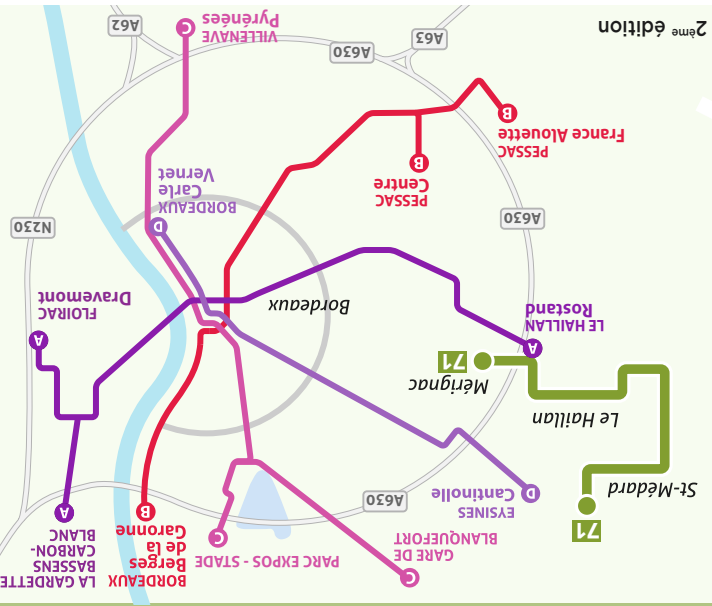 C
GARE DE
BLANQUEFORT
PARC EXPOS - STADE
C
BORDEAUX
Berges
de la
Garonne
B
LA GARDETTE
BASSENS
CARBON-
BLANC
A
71
St-Médard
EYSINES
Cantinolle
D
A630
Le Haillan
Mérignac
71
A
LE HAILLAN
Rostand
Bordeaux
A
FLOIRAC
Dravemont
A630
N230
D
BORDEAUX
Carle
Vernet
PESSAC
Centre
B
PESSAC
France Alouette
B
A63
A630
VILLENAVE
Pyrénées
C
A62
2ème édition